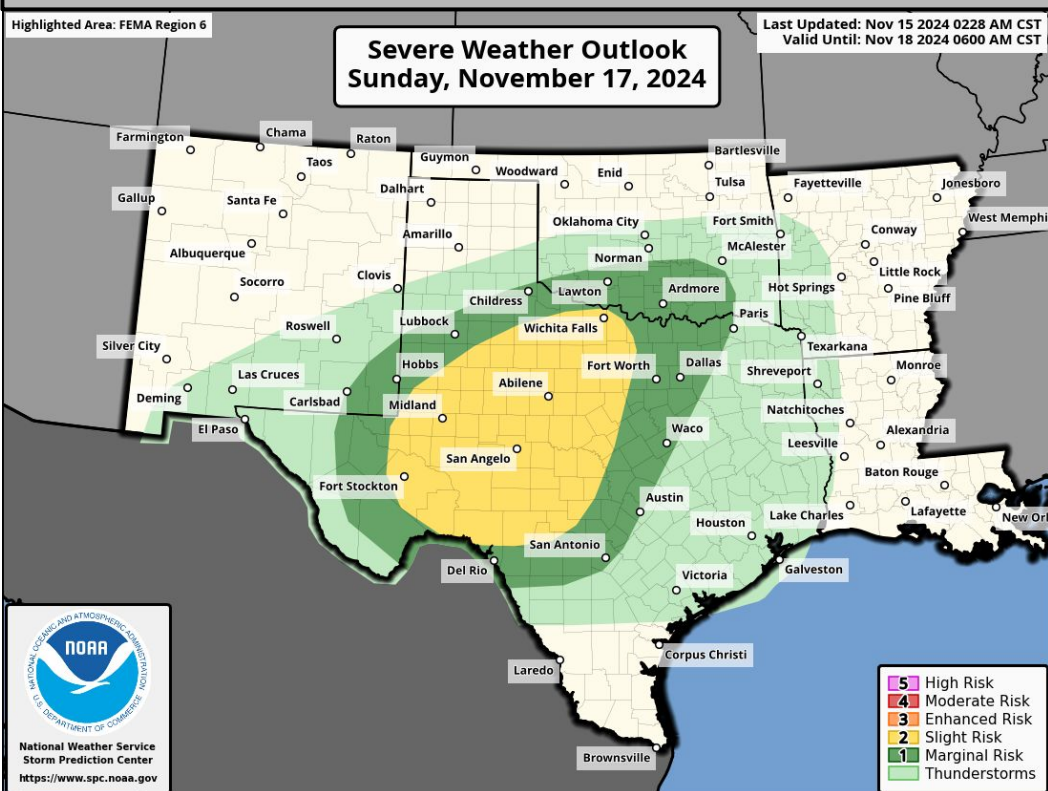 Highlighted Area: FEMA Region 6
Last Updated: Nov 15 2024 0228 AM CST
Valid Until: Nov 18 2024 0600 AM CST
Severe Weather Outlook
Sunday, November 17, 2024
Farmington
Chama
Raton
Taos
Guymon
Woodward
Enid
Bartlesville
Tulsa
Fayetteville
Jonesboro
Gallup
Santa Fe
Dalhart
Oklahoma City
Fort Smith
West Memphi
Albuquerque
Amarillo
Norman
McAlester
Conway
Socorro
Clovis
Childress
Lawton
Ardmore
Hot Springs
Little Rock
Pine Bluff
Roswell
Lubbock
Wichita Falls
Paris
Silver City
Hobbs
Texarkana
Las Cruces
Abilene
Fort Worth
Dallas
Shreveport
Monroe
Deming
Carlsbad
Midland
Natchitoches
El Paso
Waco
Leesville
Alexandria
San Angelo
Baton Rouge
Fort Stockton
Austin
Lake Charles
Lafayette
New Orl
Houston
San Antonio
Del Rio
Victoria
Galveston
Laredo
Corpus Christi
Brownsville
NATIONAL OCEANIC AND ATMOSPHERIC ADMINISTRATION
NOAA
U.S. DEPARTMENT OF COMMERCE
National Weather Service
Storm Prediction Center
https://www.spc.noaa.gov
5 High Risk
4 Moderate Risk
3 Enhanced Risk
2 Slight Risk
1 Marginal Risk
Thunderstorms